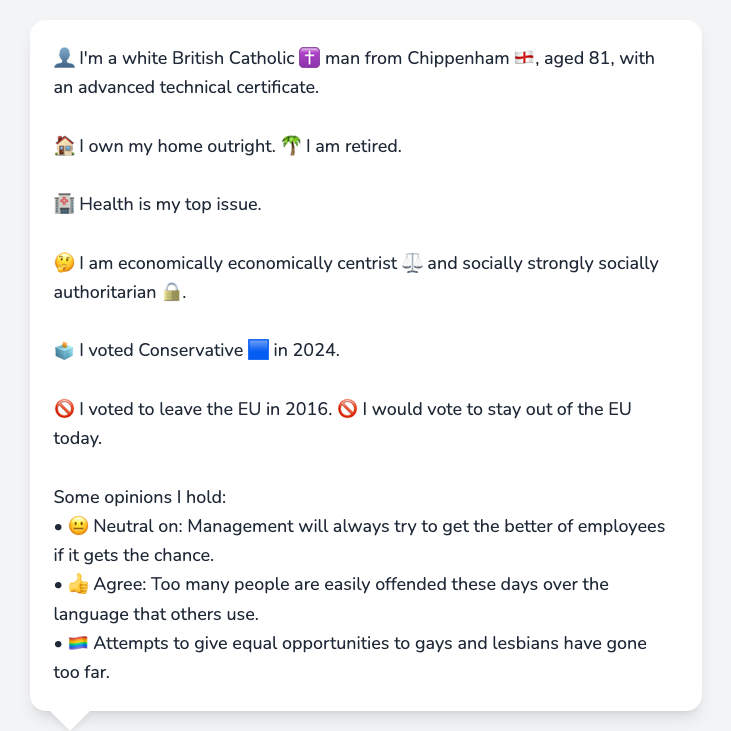 👤 I'm a white British Catholic ✝️ man from Chippenham 🏴󠁧󠁢󠁥󠁮󠁧󠁿, aged 81, with
an advanced technical certificate.
🏠 I own my home outright. 🌴 I am retired.
🏥 Health is my top issue.
🤔 I am economically economically centrist ⚖️ and socially strongly socially
authoritarian 🔒.
🗳️ I voted Conservative 🟦 in 2024.
🚫 I voted to leave the EU in 2016. 🚫 I would vote to stay out of the EU
today.
Some opinions I hold:
• 😐 Neutral on: Management will always try to get the better of employees
if it gets the chance.
• 👍 Agree: Too many people are easily offended these days over the
language that others use.
• 🏳️‍🌈 Attempts to give equal opportunities to gays and lesbians have gone
too far.